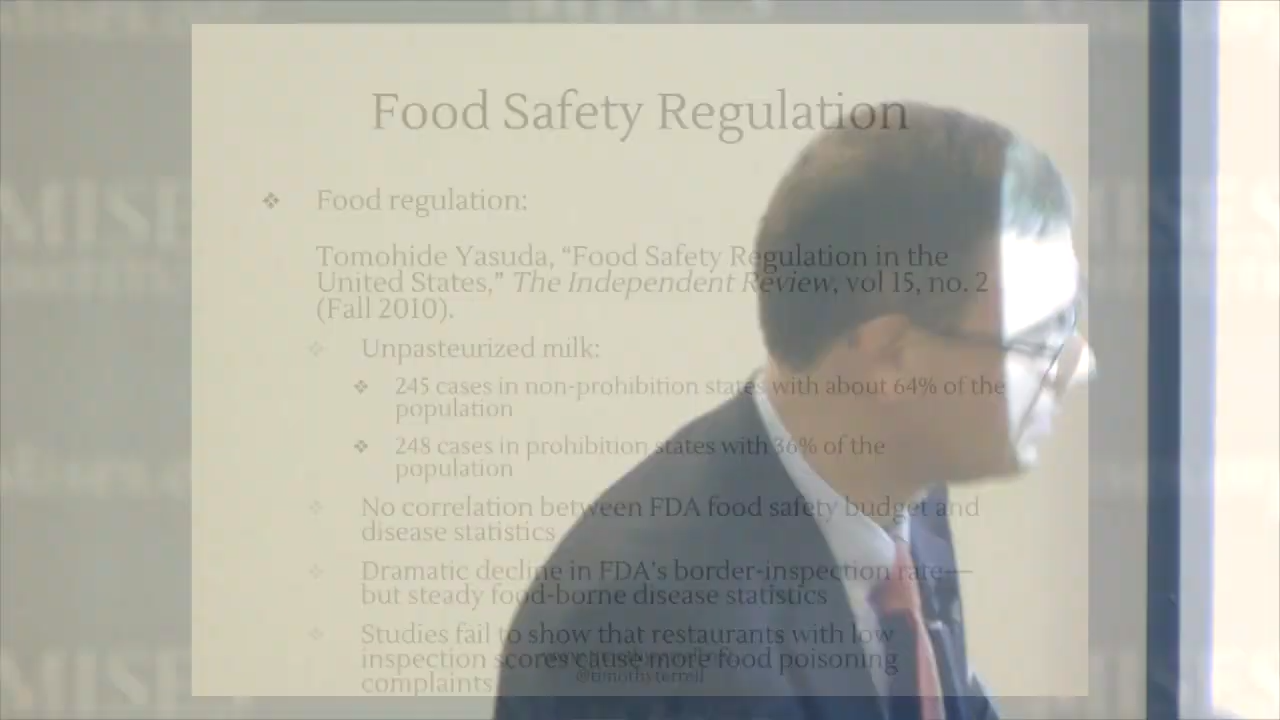 Food Safety Regulation
❖ Food regulation:
Tomohide Yasuda, “Food Safety Regulation in the
United States,” The Independent Review, vol 15, no. 2
(Fall 2010).
❖ Unpasteurized milk:
❖ 245 cases in non-prohibition states with about 64% of the
population
❖ 248 cases in prohibition states with 36% of the
population
❖ No correlation between FDA food safety budget and
disease statistics
❖ Dramatic decline in FDA’s border-inspection rate—
but steady food-borne disease statistics
❖ Studies fail to show that restaurants with low
inspection scores cause more food poisoning
complaints